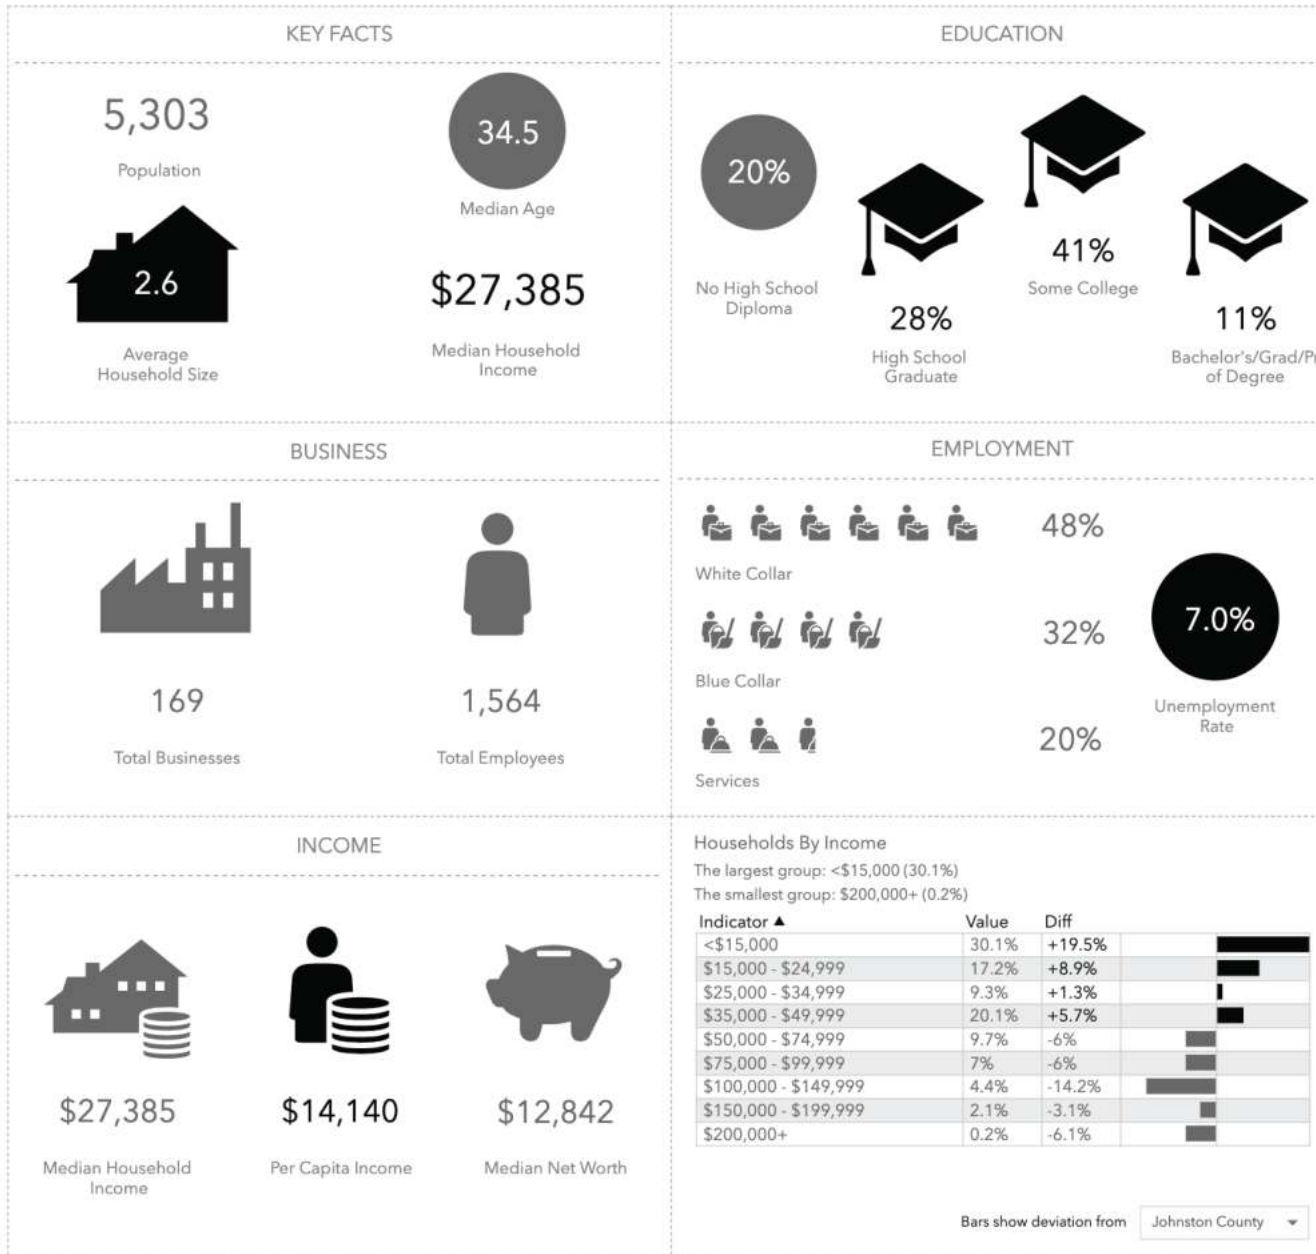 KEY FACTS
5,303
Population
34.5
Median Age
2.6
Average
Household Size
$27,385
Median Household
Income
EDUCATION
20%
No High School
Diploma
28%
High School
Graduate
41%
Some College
11%
Bachelor's/Grad/Pr
of Degree
BUSINESS
169
Total Businesses
1,564
Total Employees
EMPLOYMENT
48%
White Collar
32%
Blue Collar
20%
Services
7.0%
Unemployment
Rate
INCOME
$27,385
Median Household
Income
$14,140
Per Capita Income
$12,842
Median Net Worth
Households By Income
The largest group: <$15,000 (30.1%)
The smallest group: $200,000+ (0.2%)
Indicator ▲ Value Diff
<$15,000 30.1% +19.5%
$15,000 - $24,999 17.2% +8.9%
$25,000 - $34,999 9.3% +1.3%
$35,000 - $49,999 20.1% +5.7%
$50,000 - $74,999 9.7% -6%
$75,000 - $99,999 7% -6%
$100,000 - $149,999 4.4% -14.2%
$150,000 - $199,999 2.1% -3.1%
$200,000+ 0.2% -6.1%
Bars show deviation from Johnston County